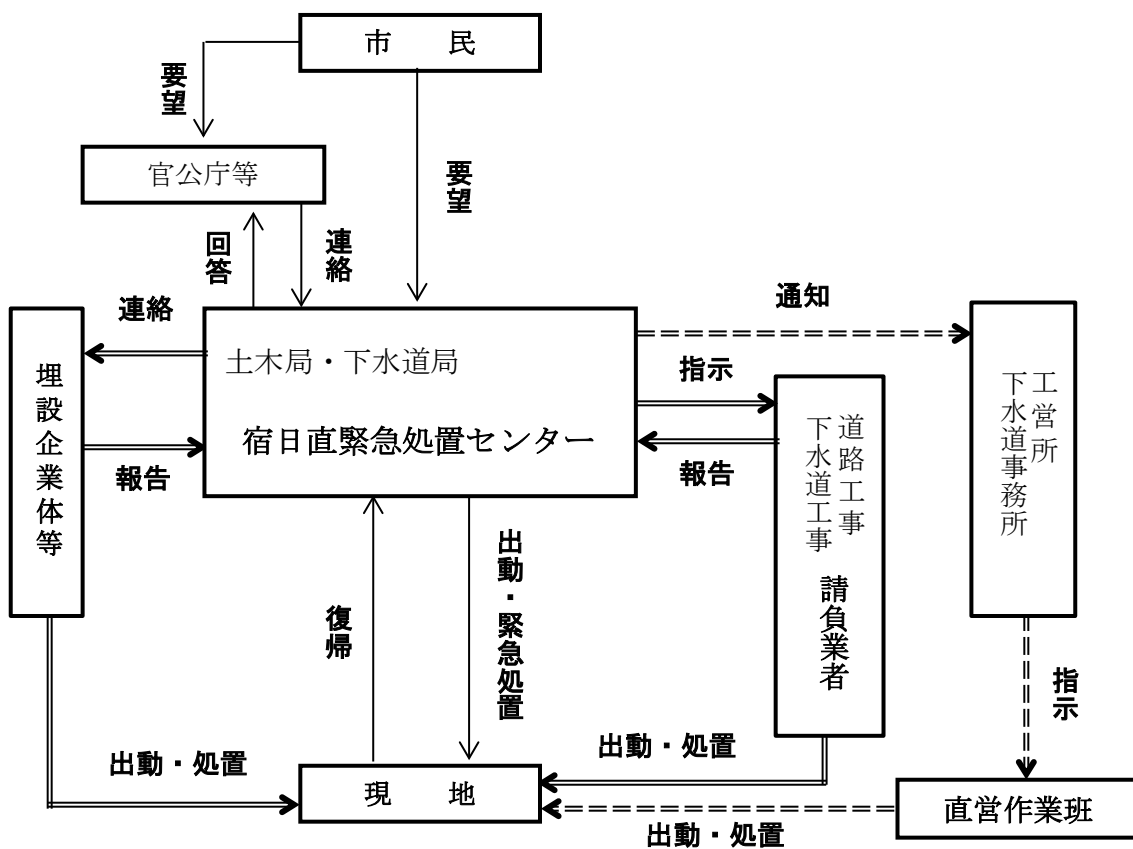 市　　民
要望
官公庁等
要望
回答
連絡
連絡
通知
土木局・下水道局
宿日直緊急処置センター
指示
報告
報告
埋設企業体等
道路工事
下水道工事
請負業者
工営所
下水道事務所
復帰
出動・緊急処置
指示
出動・処置
出動・処置
現　　地
出動・処置
直営作業班